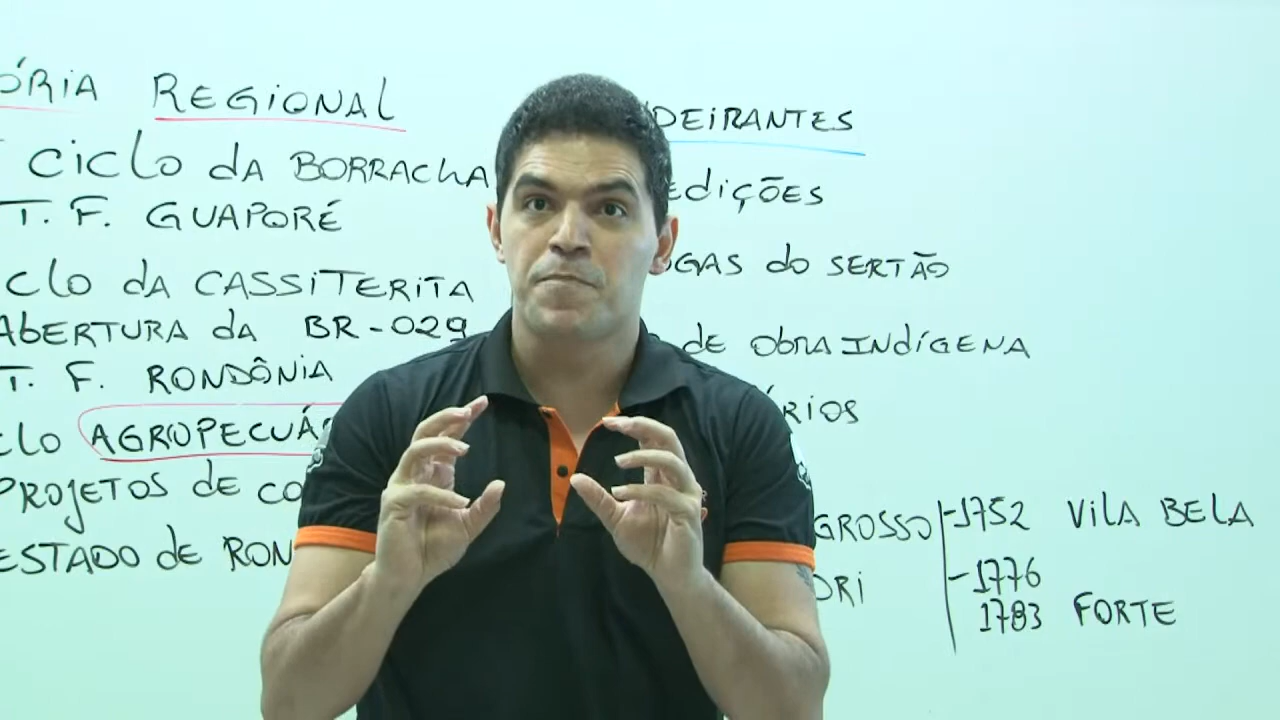 ÓRIA REGIONAL
CICLO dA BORRACHA
T. F. GUAPORÉ
CLO dA CASSITERITA
ABERTURA dA BR-029
T. F. RONDÔNIA
CLO AGROPECUÁ
PROJETOS DE CO
ESTADO DE RON
DEIRANTES
EDIÇÕES
OGAS do SERTÃO
DE OBRA INDÍGENA
ÁRIOS
GROSSO -1752 VILA BELA
-1776
ORI 1783 FORTE